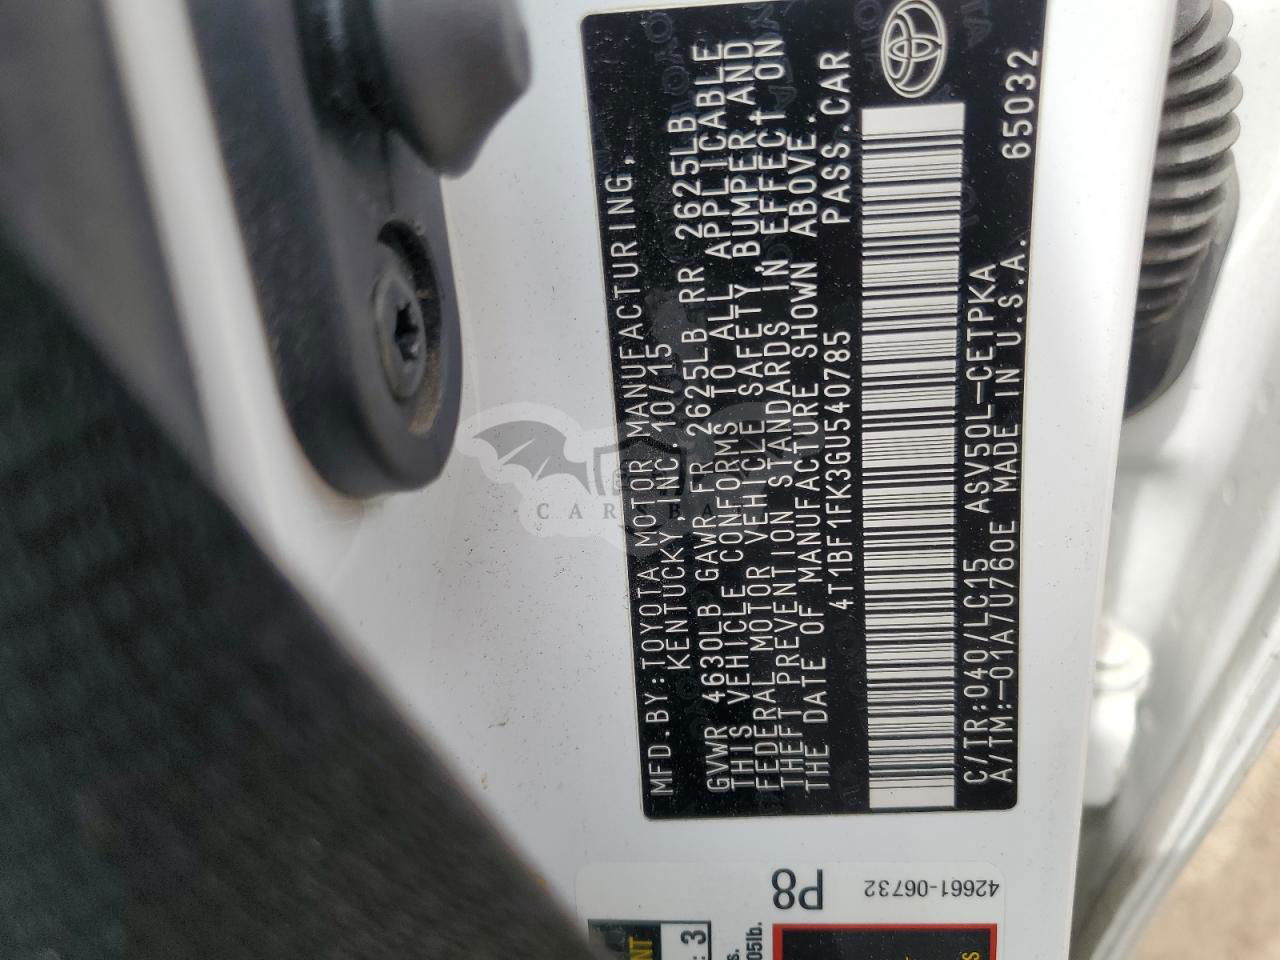 MFD.BY:TOYOTA MOTOR MANUFACTURING,
KENTUCKY,INC. 10/15
GVWR 4630LB GAWR FR 2625LB RR 2625LB
THIS VEHICLE CONFORMS TO ALL APPLICABLE
FEDERAL MOTOR VEHICLE SAFETY, BUMPER AND
THEFT PREVENTION STANDARDS IN EFFECT ON
THE DATE OF MANUFACTURE SHOWN ABOVE.
4T1BF1FK3GU540785 PASS.CAR
C/TR:040/LC15 ASV50L-CETPKA
A/TM:-01A/U760E MADE IN U.S.A. 65032
P8
42661-06732
: 3
05lb.
CARSBA